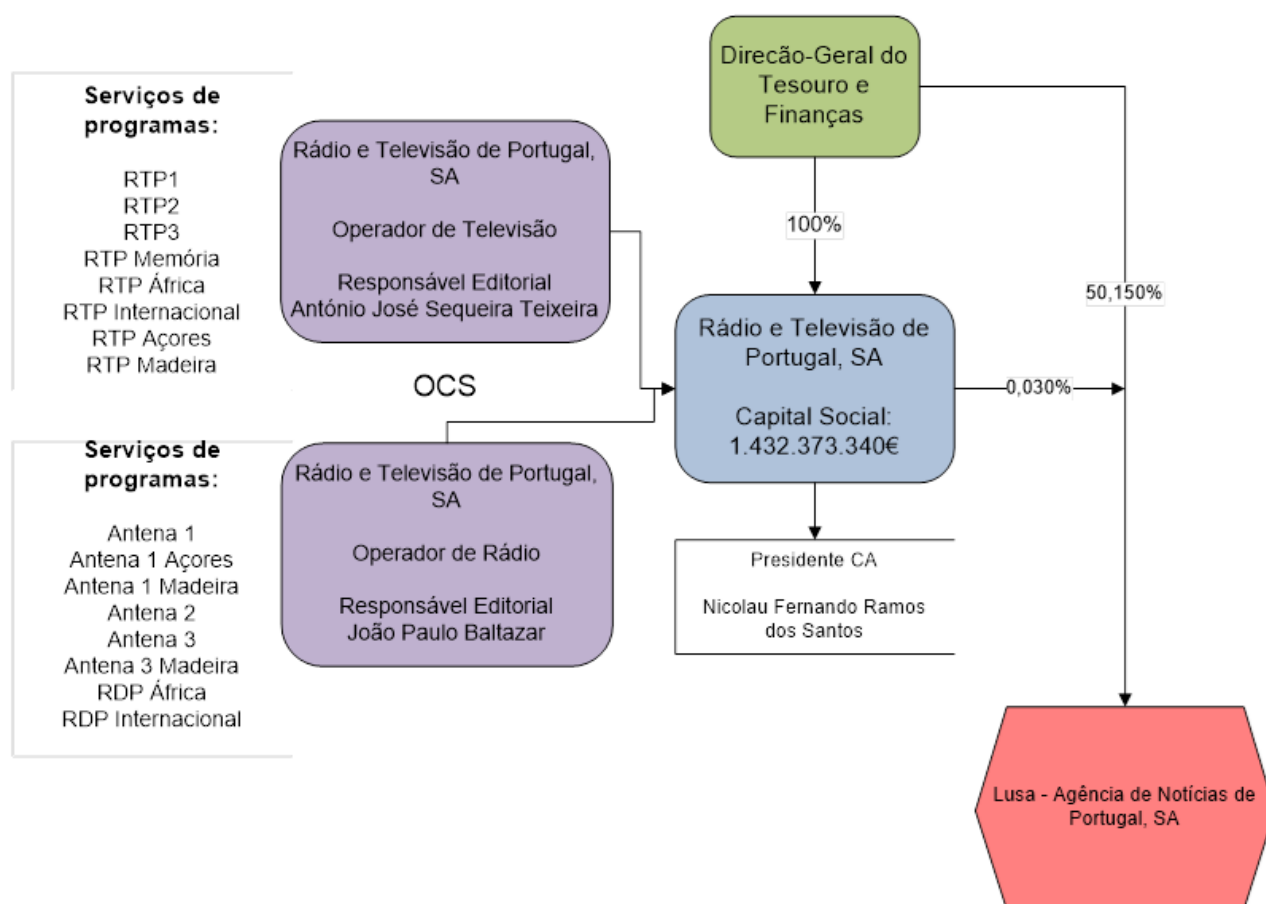 Direcão-Geral do
Tesouro e
Finanças
Serviços de
programas:
RTP1
RTP2
RTP3
RTP Memória
RTP África
RTP Internacional
RTP Açores
RTP Madeira
Rádio e Televisão de Portugal,
SA
Operador de Televisão
Responsável Editorial
António José Sequeira Teixeira
100%
50,150%
Rádio e Televisão de
Portugal, SA
Capital Social:
1.432.373.340€
0,030%
OCS
Serviços de
programas:
Antena 1
Antena 1 Açores
Antena 1 Madeira
Antena 2
Antena 3
Antena 3 Madeira
RDP África
RDP Internacional
Rádio e Televisão de Portugal,
SA
Operador de Rádio
Responsável Editorial
João Paulo Baltazar
Presidente CA
Nicolau Fernando Ramos
dos Santos
Lusa - Agência de Notícias de
Portugal, SA